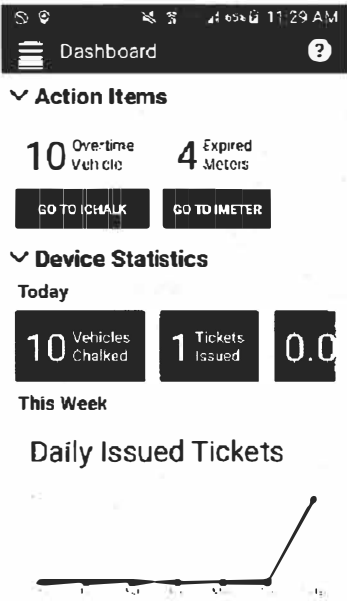 65% 11:29 AM
Dashboard ?
Action Items
10 Overtime Vehicle
4 Expired Meters
GO TO ICHALK GO TO IMETER
Device Statistics
Today
10 Vehicles Chalked
1 Tickets Issued
0.0
This Week
Daily Issued Tickets